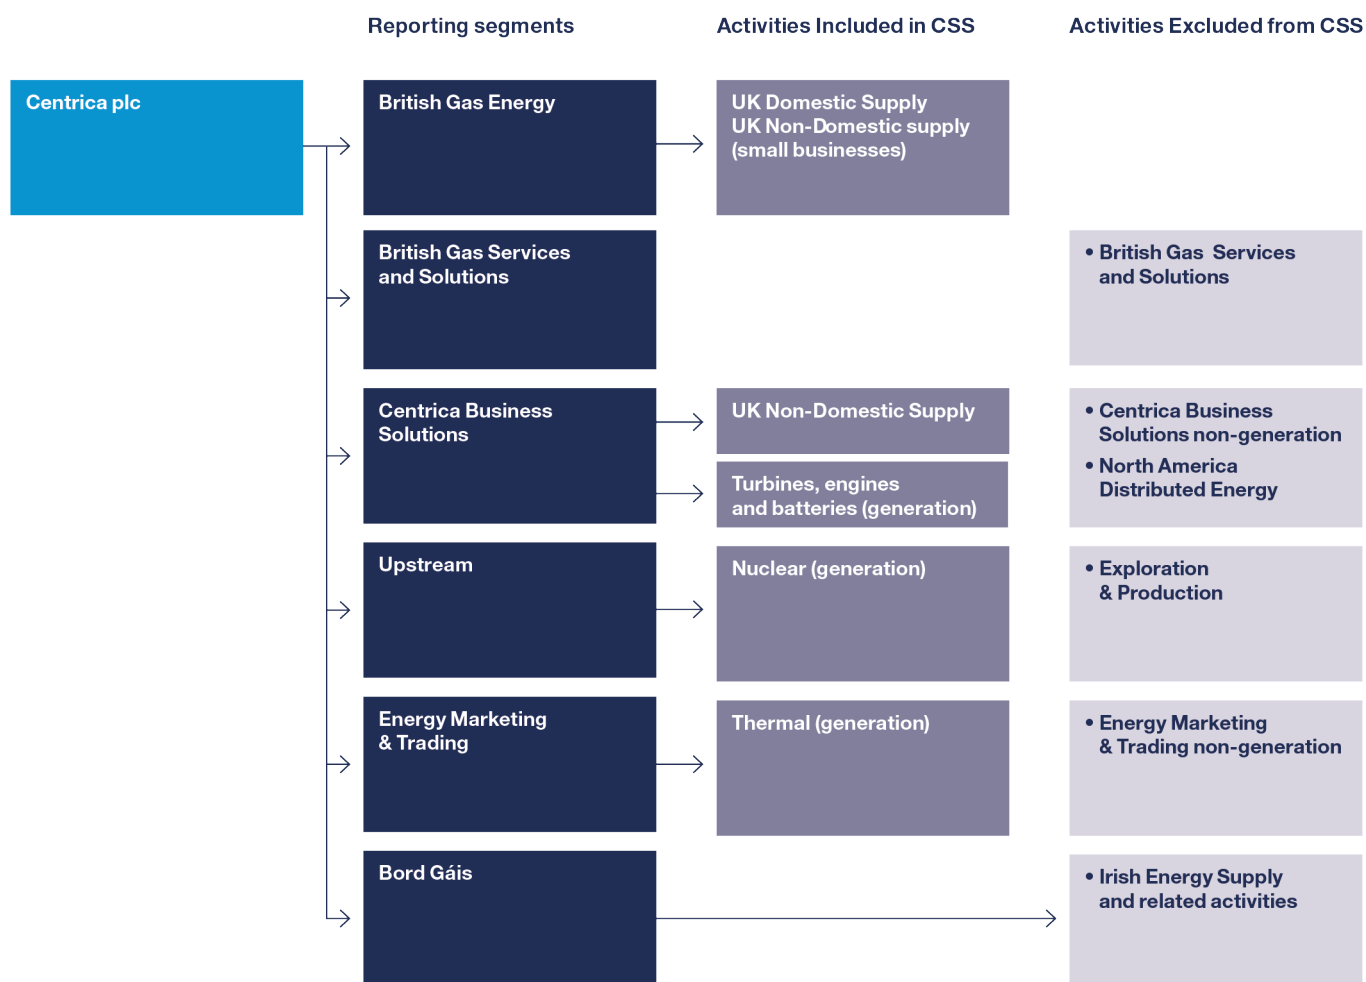 Reporting segments
Activities Included in CSS
Activities Excluded from CSS
Centrica plc
British Gas Energy
UK Domestic Supply
UK Non-Domestic supply
(small businesses)
British Gas Services
and Solutions
• British Gas  Services
and Solutions
Centrica Business
Solutions
UK Non-Domestic Supply
Turbines, engines
and batteries (generation)
• Centrica Business
Solutions non-generation
• North America
Distributed Energy
Upstream
Nuclear (generation)
• Exploration
& Production
Energy Marketing
& Trading
Thermal (generation)
• Energy Marketing
& Trading non-generation
Bord Gáis
• Irish Energy Supply
and related activities